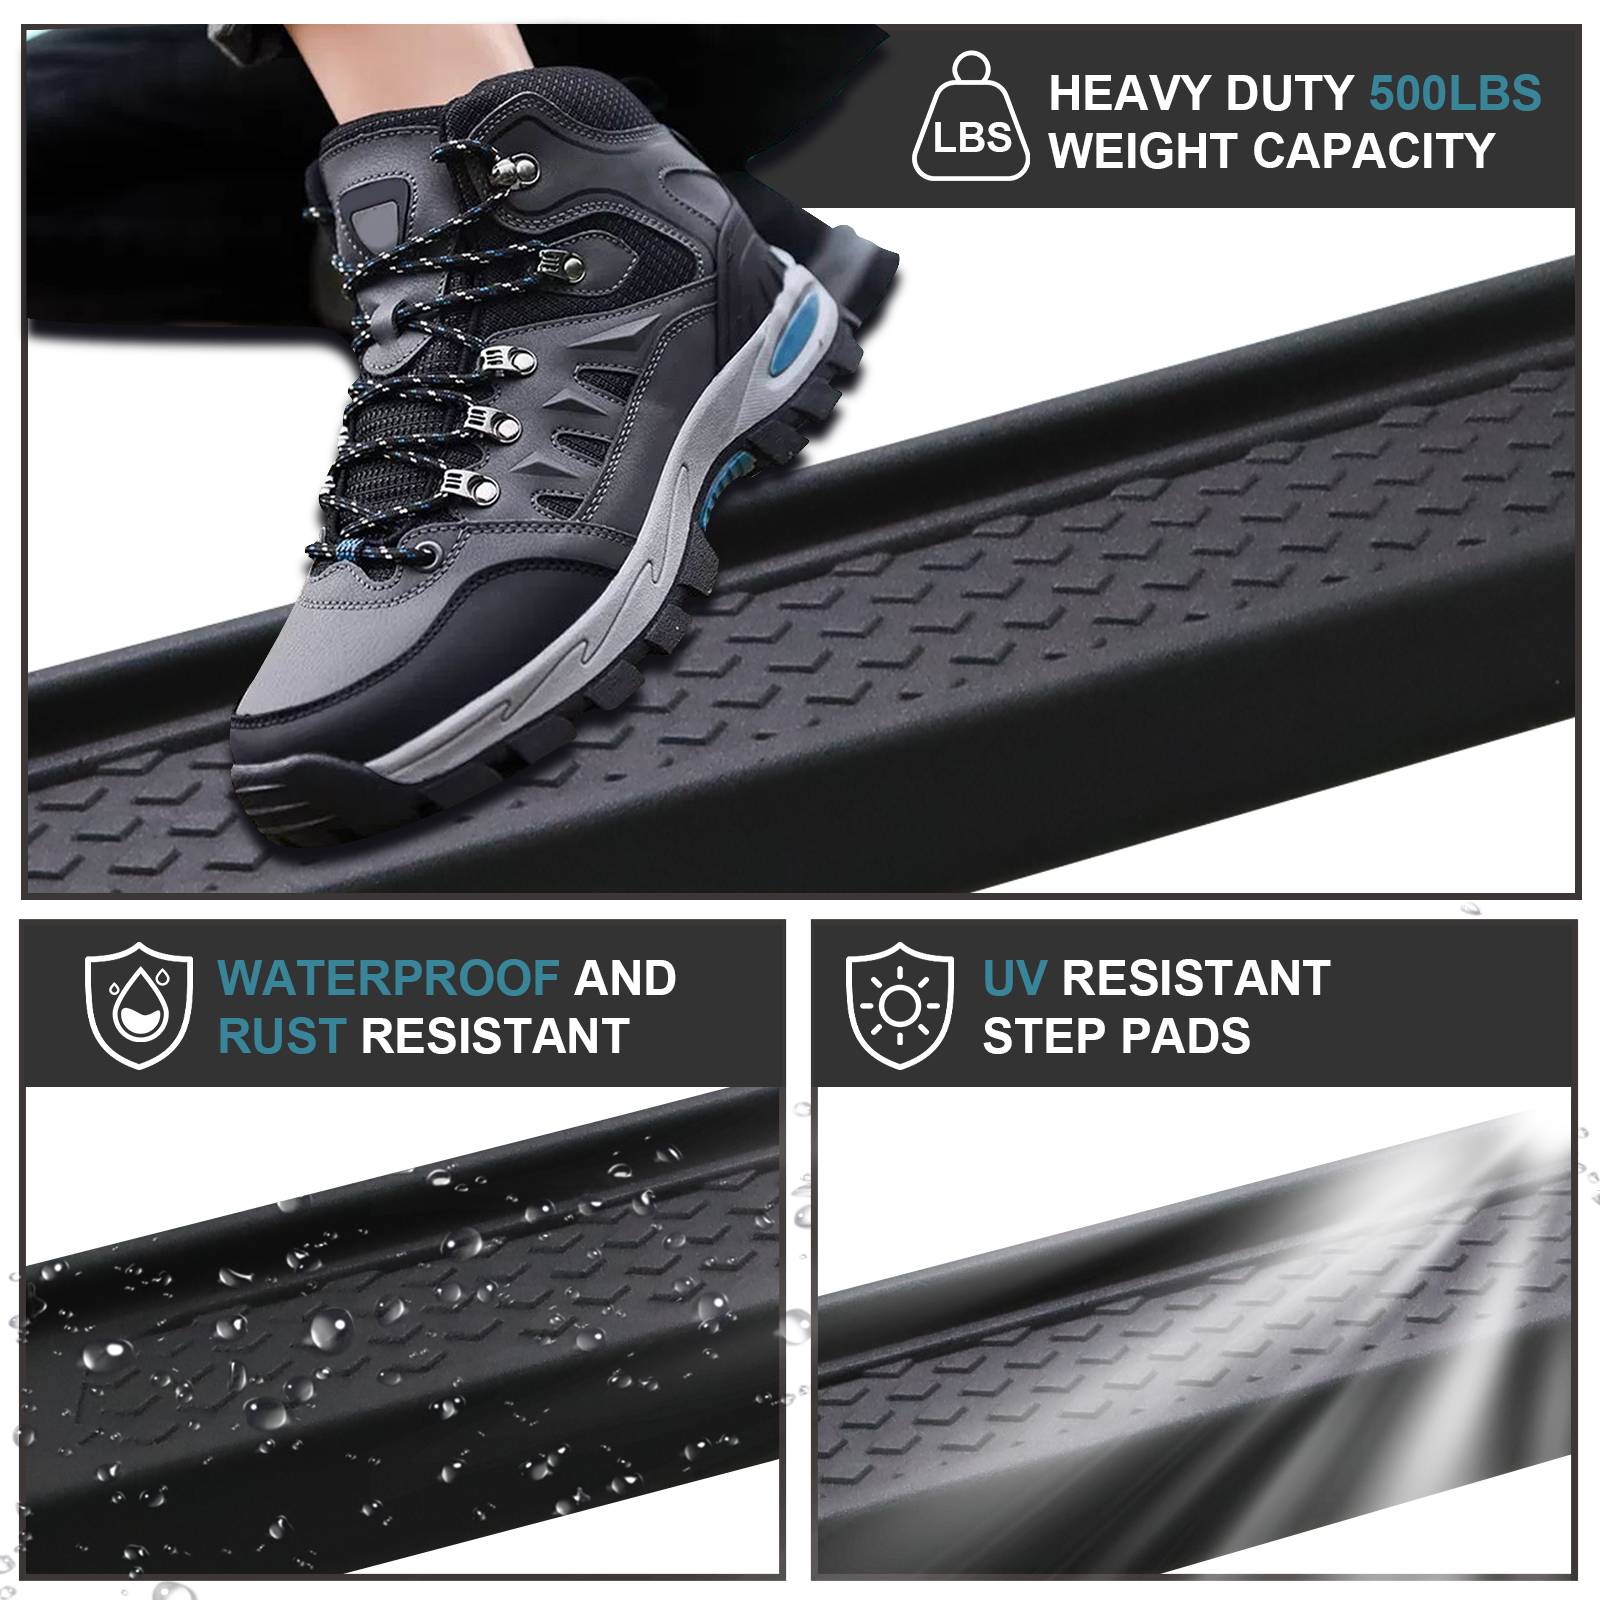 LBS
HEAVY DUTY 500LBS
WEIGHT CAPACITY
WATERPROOF AND
RUST RESISTANT
UV RESISTANT
STEP PADS